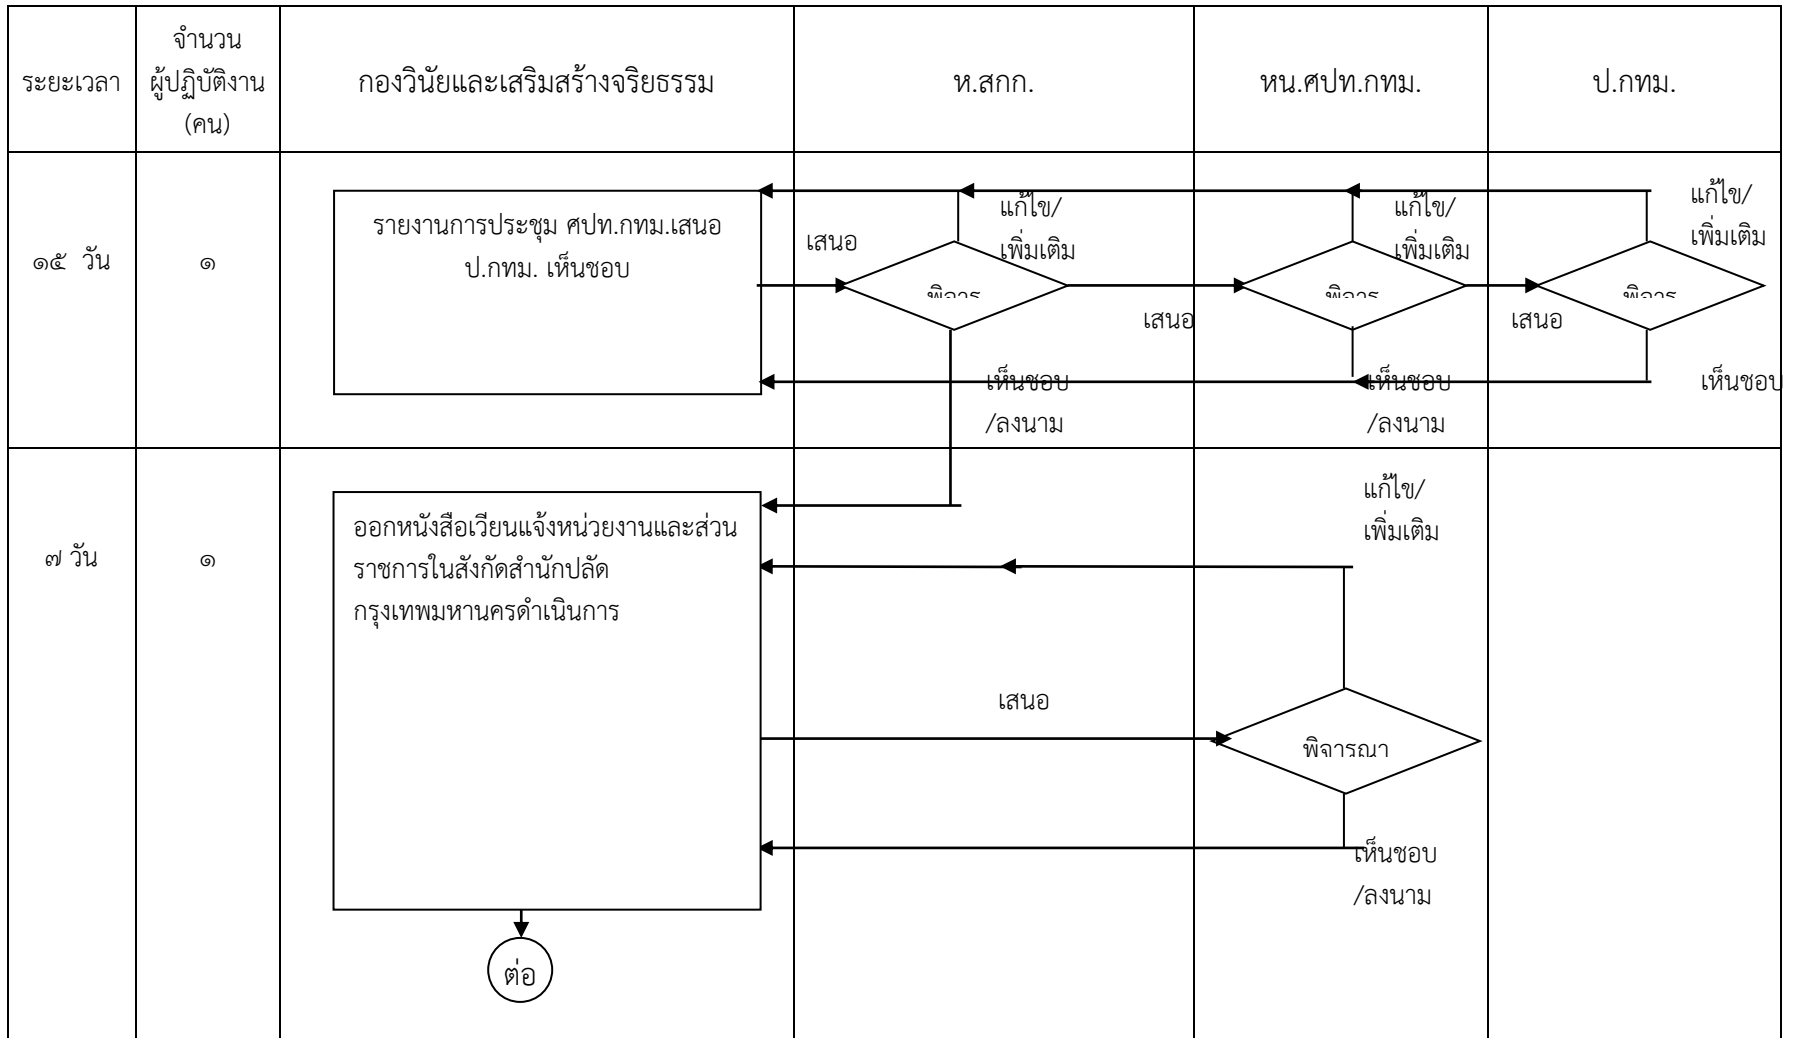 ระยะเวลา
จำนวน
ผู้ปฏิบัติงาน
(คน)
กองวินัยและเสริมสร้างจริยธรรม
ห.สกก.
หน.ศปท.กทม.
ป.กทม.
๑๕ วัน
๑
รายงานการประชุม ศปท.กทม.เสนอ
ป.กทม. เห็นชอบ
เสนอ
แก้ไข/
เพิ่มเติม
พิจาร
เสนอ
เห็นชอบ
/ลงนาม
แก้ไข/
เพิ่มเติม
พิจาร
เสนอ
เห็นชอบ
/ลงนาม
แก้ไข/
เพิ่มเติม
พิจาร
เห็นชอบ
๗ วัน
๑
ออกหนังสือเวียนแจ้งหน่วยงานและส่วน
ราชการในสังกัดสำนักปลัด
กรุงเทพมหานครดำเนินการ
เสนอ
แก้ไข/
เพิ่มเติม
พิจารณา
เห็นชอบ
/ลงนาม
ต่อ